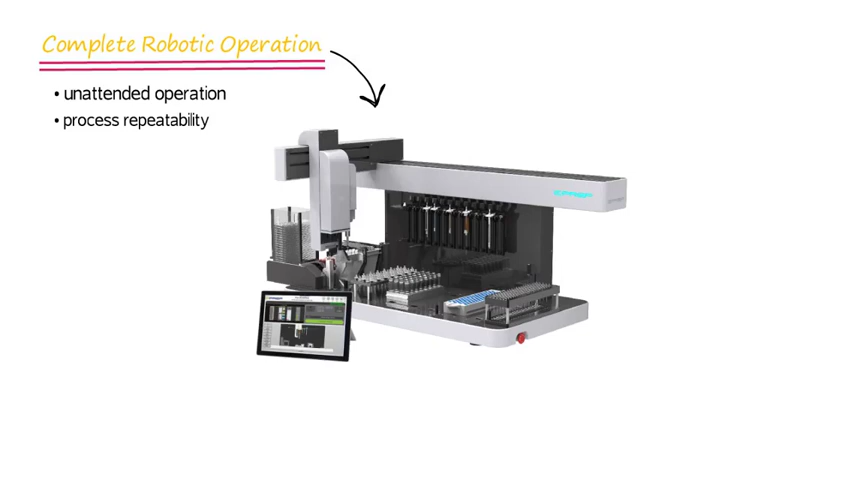 Complete Robotic Operation
• unattended operation
• process repeatability